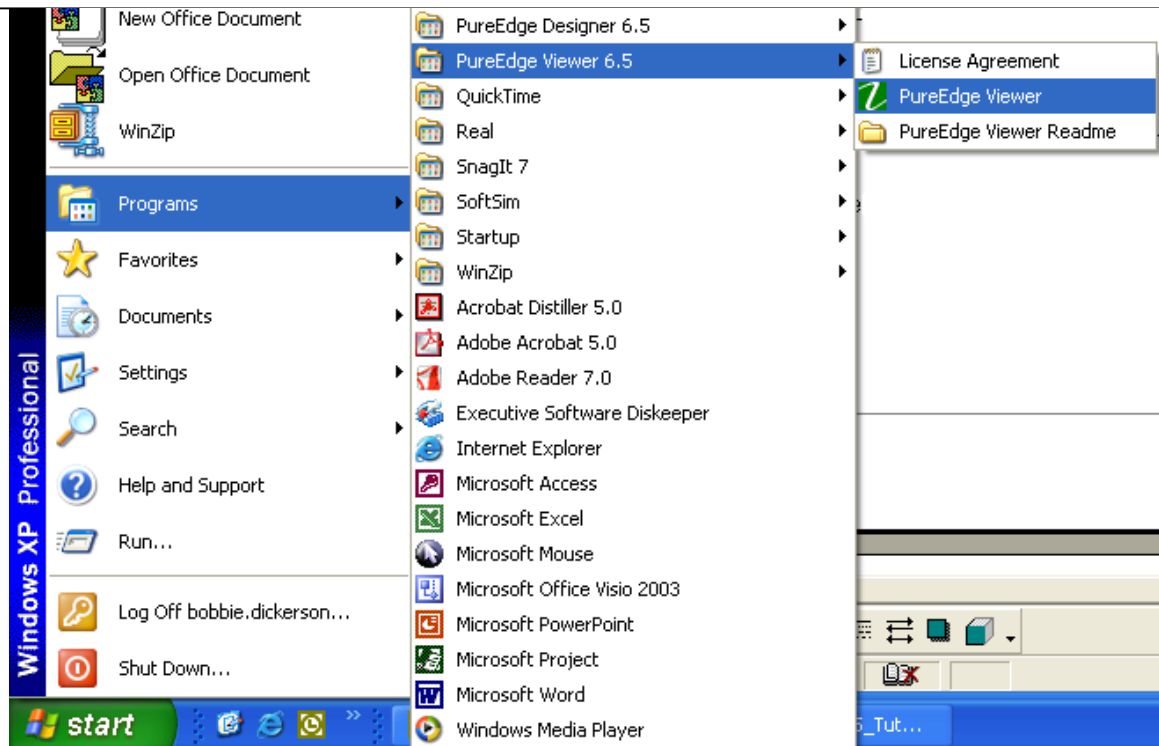 New Office Document
Open Office Document
WinZip
Programs
Favorites
Documents
Settings
Search
Help and Support
Run...
Log Off bobbie.dickerson...
Shut Down...
Windows XP Professional
start
PureEdge Designer 6.5
PureEdge Viewer 6.5
QuickTime
Real
SnagIt 7
SoftSim
Startup
WinZip
Acrobat Distiller 5.0
Adobe Acrobat 5.0
Adobe Reader 7.0
Executive Software Diskeeper
Internet Explorer
Microsoft Access
Microsoft Excel
Microsoft Mouse
Microsoft Office Visio 2003
Microsoft PowerPoint
Microsoft Project
Microsoft Word
Windows Media Player
License Agreement
PureEdge Viewer
PureEdge Viewer Readme
5_Tut...